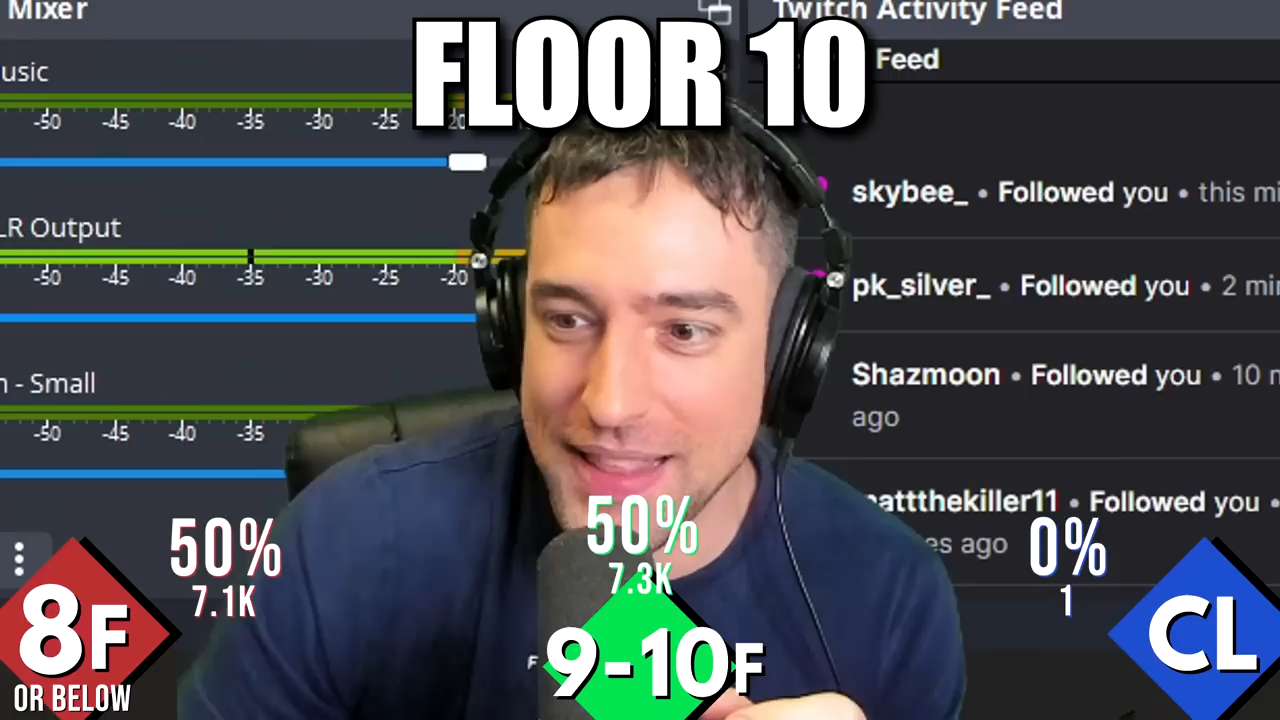 Mixer
Twitch Activity Feed
Feed
FLOOR 10
usic
-50 -45 -40 -35 -30 -25
LR Output
-50 -45 -40 -35 -30 -25 -20
- Small
-50 -45 -40 -35
skybee_ • Followed you • this mi
pk_silver_ • Followed you • 2 min
Shazmoon • Followed you • 10 m
ago
attthekiller11 • Followed you •
es ago
50%
7.1K
8F
OR BELOW
50%
7.3K
9-10F
0%
1
CL